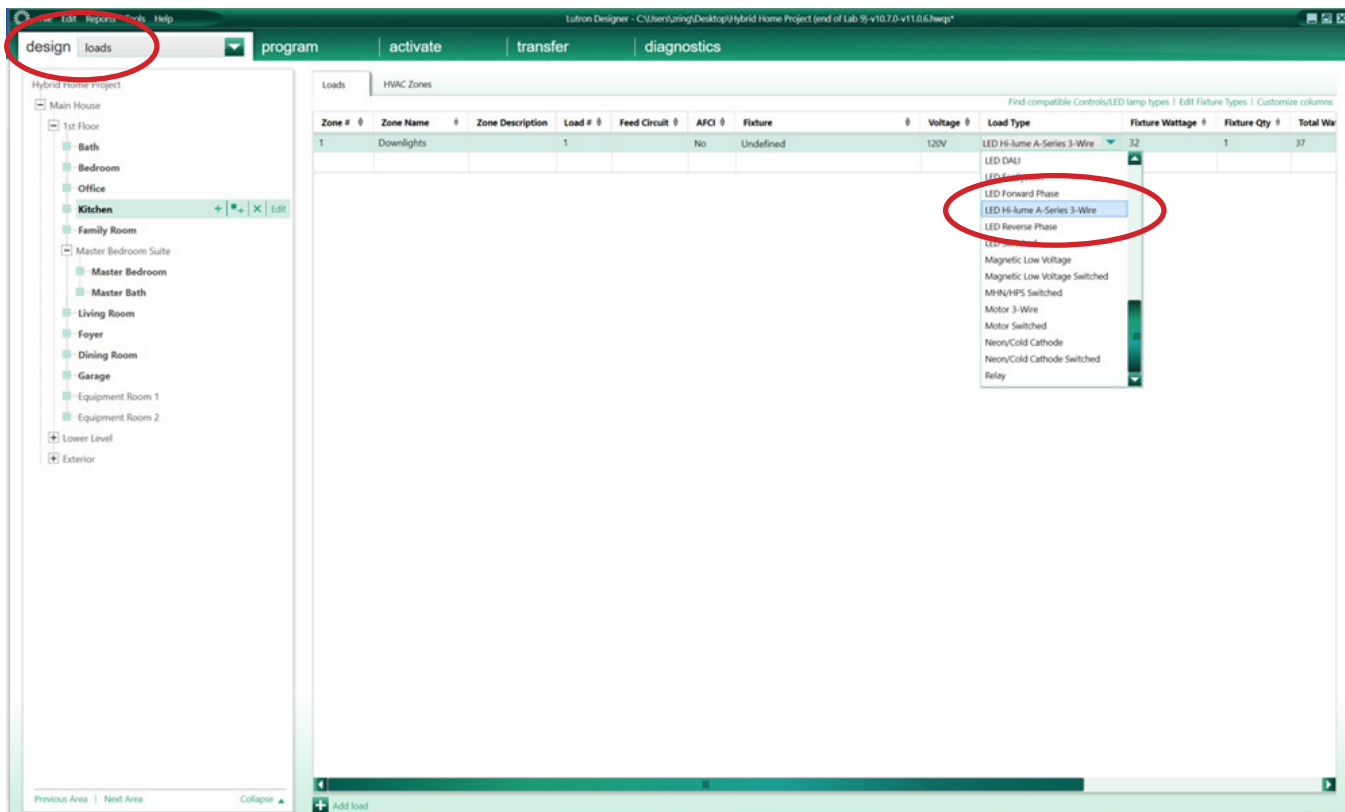 File Edit Reports Tools Help
Lutron Designer - C:\Users\zring\Desktop\Hybrid Home Project (end of Lab 9)-v10.7.0-v11.0.6.hwqs*
design loads program activate transfer diagnostics
Hybrid Home Project
Main House
1st Floor
Bath
Bedroom
Office
Kitchen Edit
Family Room
Master Bedroom Suite
Master Bedroom
Master Bath
Living Room
Foyer
Dining Room
Garage
Equipment Room 1
Equipment Room 2
Lower Level
Exterior
Previous Area | Next Area Collapse
Loads HVAC Zones
Find compatible Controls/LED lamp types | Edit Fixture Types | Customize columns
Zone # Zone Name Zone Description Load # Feed Circuit AFCI Fixture Voltage Load Type Fixture Wattage Fixture Qty Total Wat
1 Downlights 1 No Undefined 120V LED Hi-lume A-Series 3-Wire 32 1 37
LED DALI
LED
LED Forward Phase
LED Hi-lume A-Series 3-Wire
LED Reverse Phase
LED Switched
Magnetic Low Voltage
Magnetic Low Voltage Switched
MHN/HPS Switched
Motor 3-Wire
Motor Switched
Neon/Cold Cathode
Neon/Cold Cathode Switched
Relay
Add load